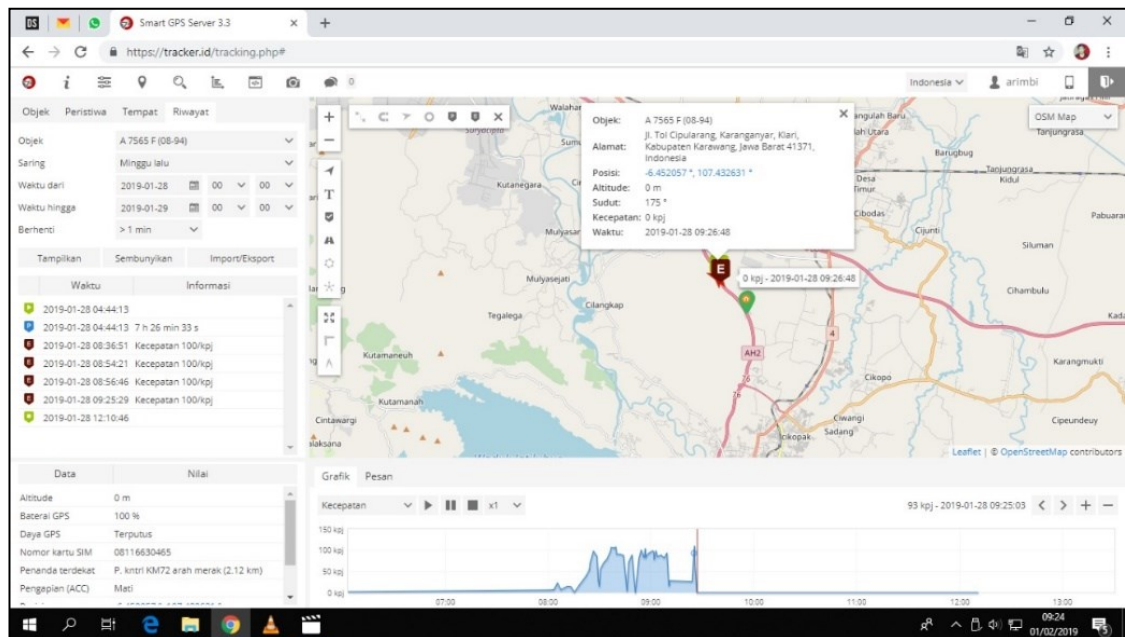 Smart GPS Server 3.3
https://tracker.id/tracking.php#
0
Indonesia
arimbi
Objek Peristiwa Tempat Riwayat
Objek A 7565 F (08-94)
Saring Minggu lalu
Waktu dari 2019-01-28 00 00
Waktu hingga 2019-01-29 00 00
Berhenti > 1 min
Tampilkan Sembunyikan Import/Eksport
Waktu Informasi
2019-01-28 04:44:13
2019-01-28 04:44:13 7 h 26 min 33 s
2019-01-28 08:36:51 Kecepatan 100/kpj
2019-01-28 08:54:21 Kecepatan 100/kpj
2019-01-28 08:56:46 Kecepatan 100/kpj
2019-01-28 09:25:29 Kecepatan 100/kpj
2019-01-28 12:10:46
Data Nilai
Altitude 0 m
Baterai GPS 100 %
Daya GPS Terputus
Nomor kartu SIM 08116630465
Penanda terdekat P. kntrl KM72 arah merak (2.12 km)
Pengapian (ACC) Mati
OSM Map
Objek: A 7565 F (08-94)
Alamat: Jl. Tol Cipularang, Karanganyar, Klari,
Kabupaten Karawang, Jawa Barat 41371,
Indonesia
Posisi: -6.452057 °, 107.432631 °
Altitude: 0 m
Sudut: 175 °
Kecepatan: 0 kpj
Waktu: 2019-01-28 09:26:48
E
0 kpj - 2019-01-28 09:26:48
Kutanegara
Barugbug
Tanjungrasa
Kidul
Desa
Timur
Cibodas
Cijunti
Siluman
Mulyasejati
Cilangkap
Tegalega
Cihambulu
Kutamaneuh
AH2
4
Karangmukti
Cikopo
Kutamanah
Cintawargi
Ciwangi
Sadang
Cikopak
Cipeundeuy
Leaflet | © OpenStreetMap contributors
Grafik Pesan
Kecepatan x1
93 kpj - 2019-01-28 09:25:03
150 kpj
100 kpj
50 kpj
0 kpj
07:00 08:00 09:00 10:00 11:00 12:00 13:00
09:24
01/02/2019